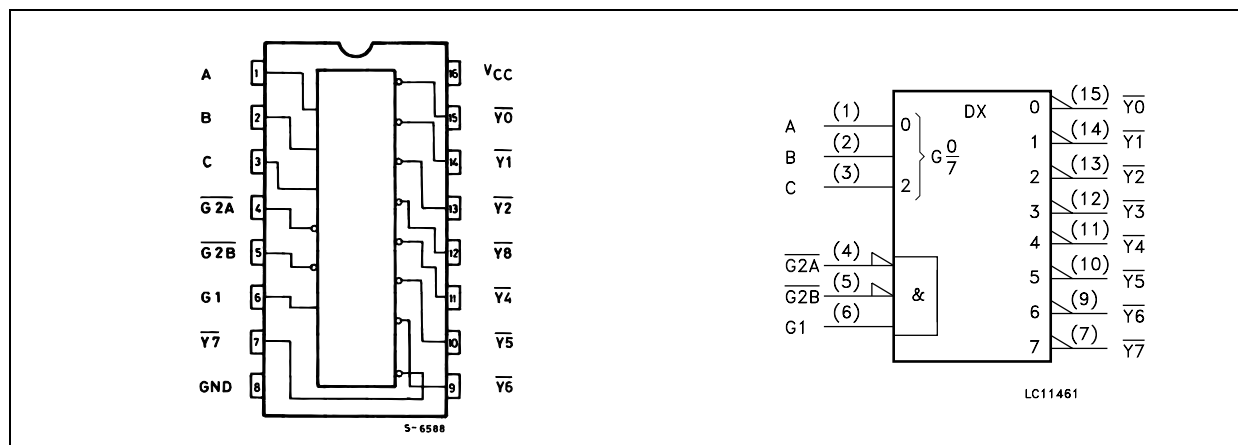 A 1 16 VCC
B 2 15 Y0
C 3 14 Y1
G2A 4 13 Y2
G2B 5 12 Y8
G1 6 11 Y4
Y7 7 10 Y5
GND 8 9 Y6
S-6588
DX
A (1) 0
B (2) G 0/7
C (3) 2
G2A (4)
G2B (5) &
G1 (6)
0 (15) Y0
1 (14) Y1
2 (13) Y2
3 (12) Y3
4 (11) Y4
5 (10) Y5
6 (9) Y6
7 (7) Y7
LC11461